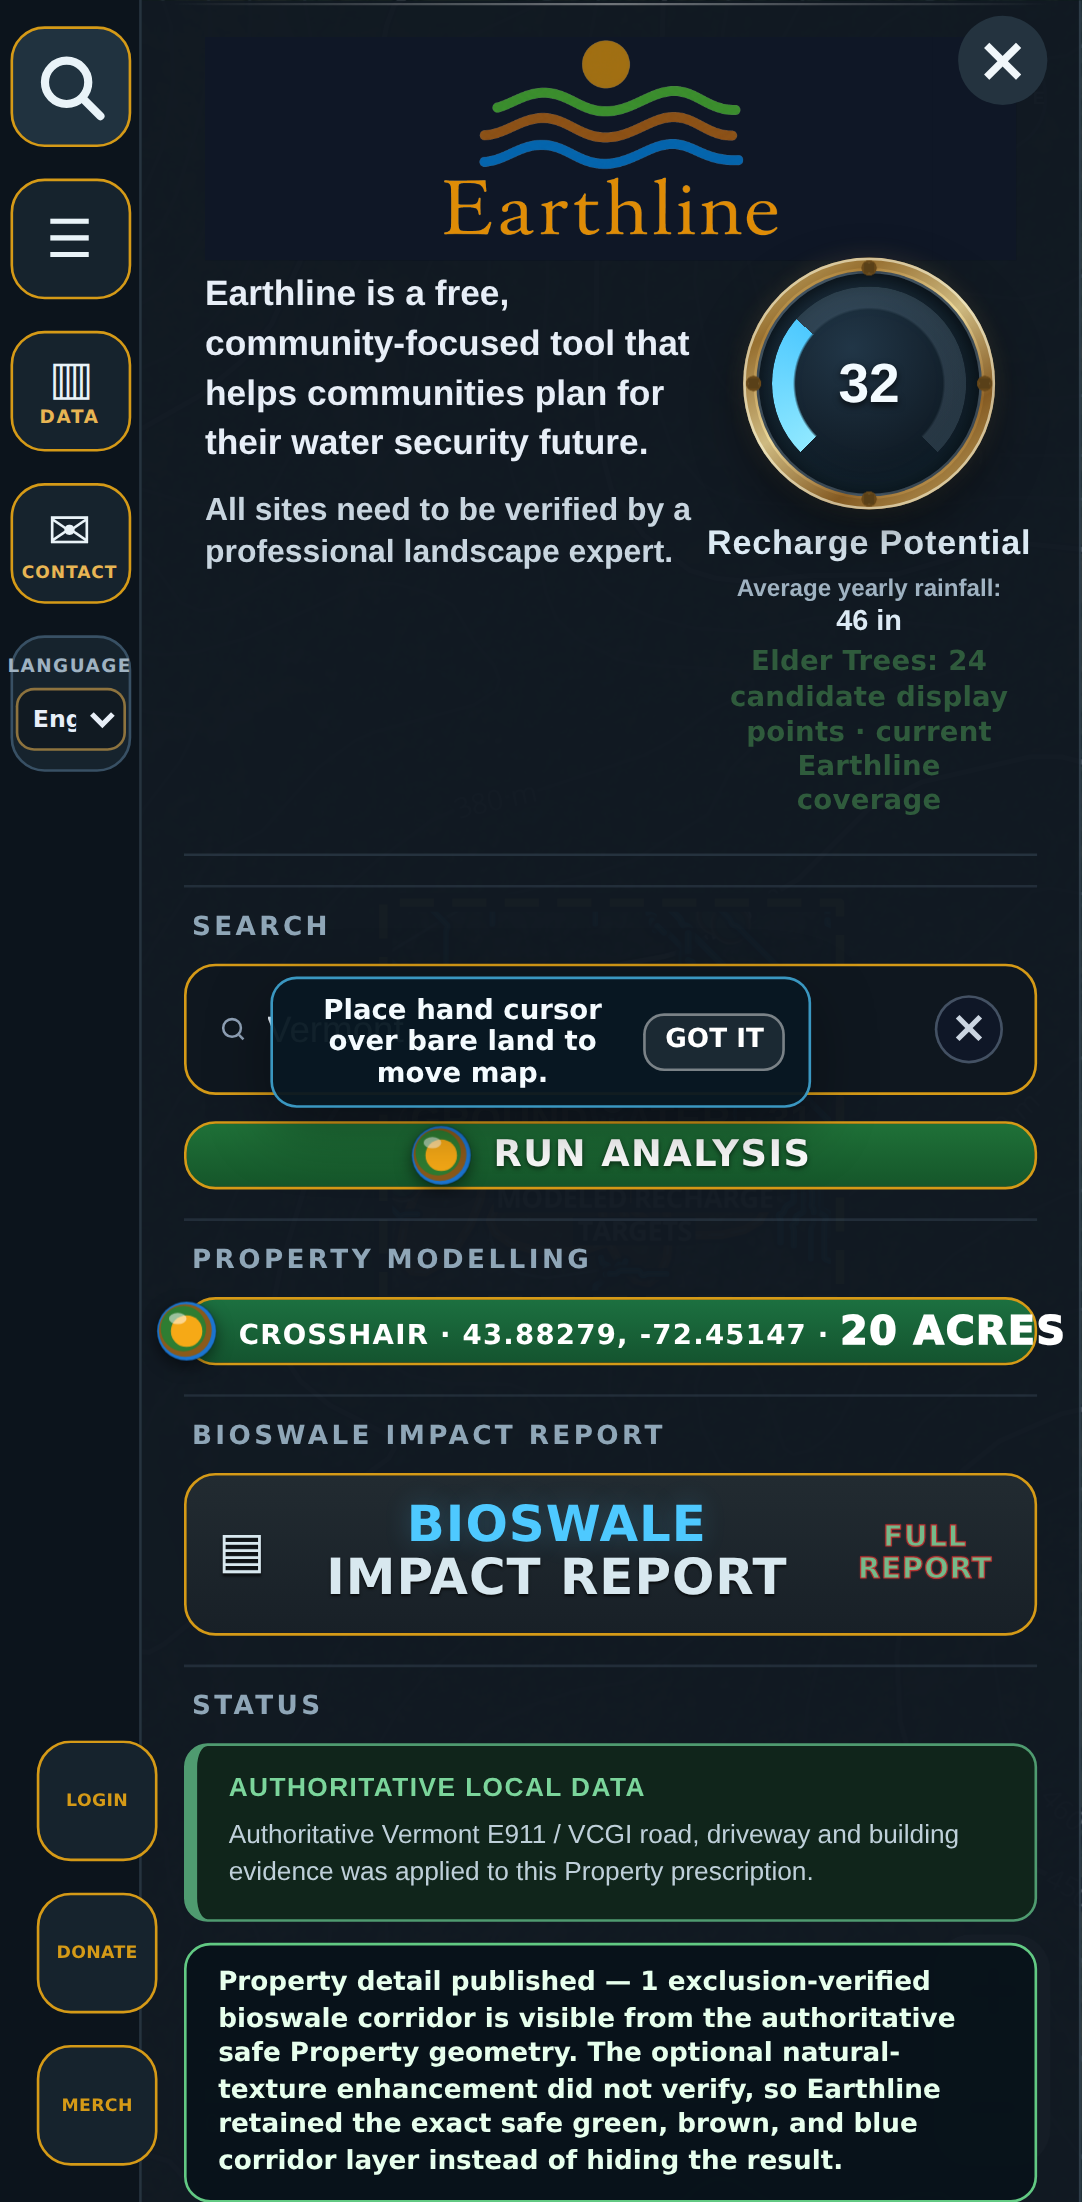 Earthline
Earthline is a free,
community-focused tool that
helps communities plan for
their water security future.
All sites need to be verified by a
professional landscape expert.
32
Recharge Potential
Average yearly rainfall:
46 in
Elder Trees: 24
candidate display
points · current
Earthline
coverage
DATA
CONTACT
LANGUAGE
Eng
SEARCH
Vermont
Place hand cursor
over bare land to
move map.
GOT IT
RUN ANALYSIS
MODELED RECHARGE
TARGETS
PROPERTY MODELLING
CROSSHAIR · 43.88279, -72.45147 · 20 ACRES
BIOSWALE IMPACT REPORT
BIOSWALE
IMPACT REPORT
FULL
REPORT
STATUS
AUTHORITATIVE LOCAL DATA
Authoritative Vermont E911 / VCGI road, driveway and building
evidence was applied to this Property prescription.
Property detail published — 1 exclusion-verified
bioswale corridor is visible from the authoritative
safe Property geometry. The optional natural-
texture enhancement did not verify, so Earthline
retained the exact safe green, brown, and blue
corridor layer instead of hiding the result.
LOGIN
DONATE
MERCH